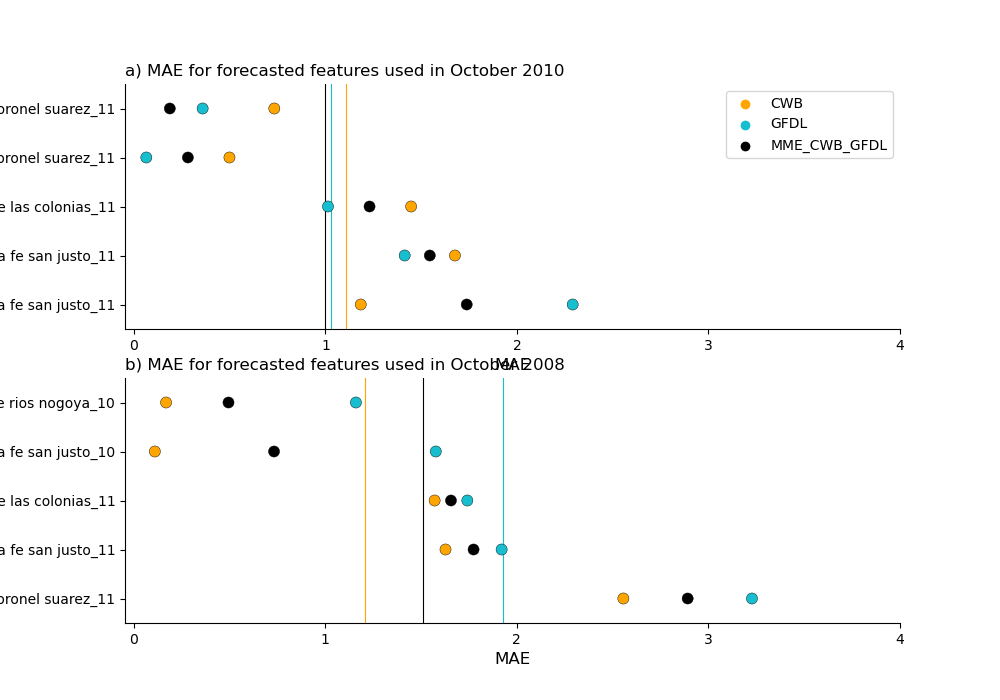 a) MAE for forecasted features used in October 2010
oronel suarez_11
oronel suarez_11
e las colonias_11
a fe san justo_11
a fe san justo_11
CWB
GFDL
MME_CWB_GFDL
0 1 2 3 4
MAE
b) MAE for forecasted features used in October 2008
e rios nogoya_10
a fe san justo_10
e las colonias_11
a fe san justo_11
oronel suarez_11
0 1 2 3 4
MAE